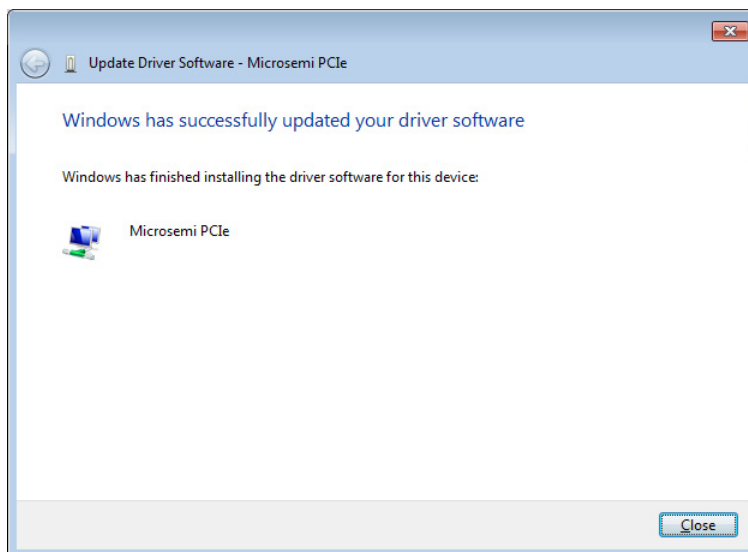 Update Driver Software - Microsemi PCIe
Windows has successfully updated your driver software
Windows has finished installing the driver software for this device:
Microsemi PCIe
Close